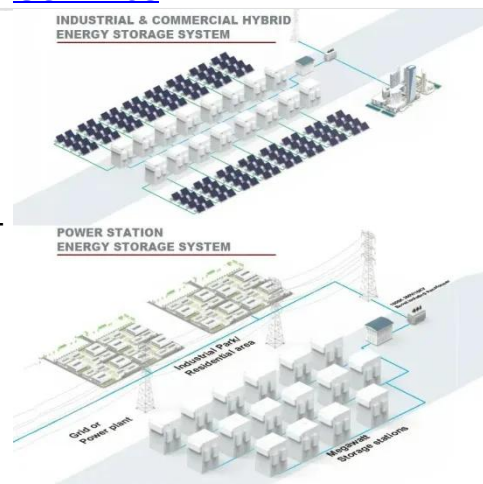 INDUSTRIAL & COMMERCIAL HYBRID
ENERGY STORAGE SYSTEM
POWER STATION
ENERGY STORAGE SYSTEM
Industrial Park/
Residential area
Grid or
Power plant
Megawatt
Storage stations